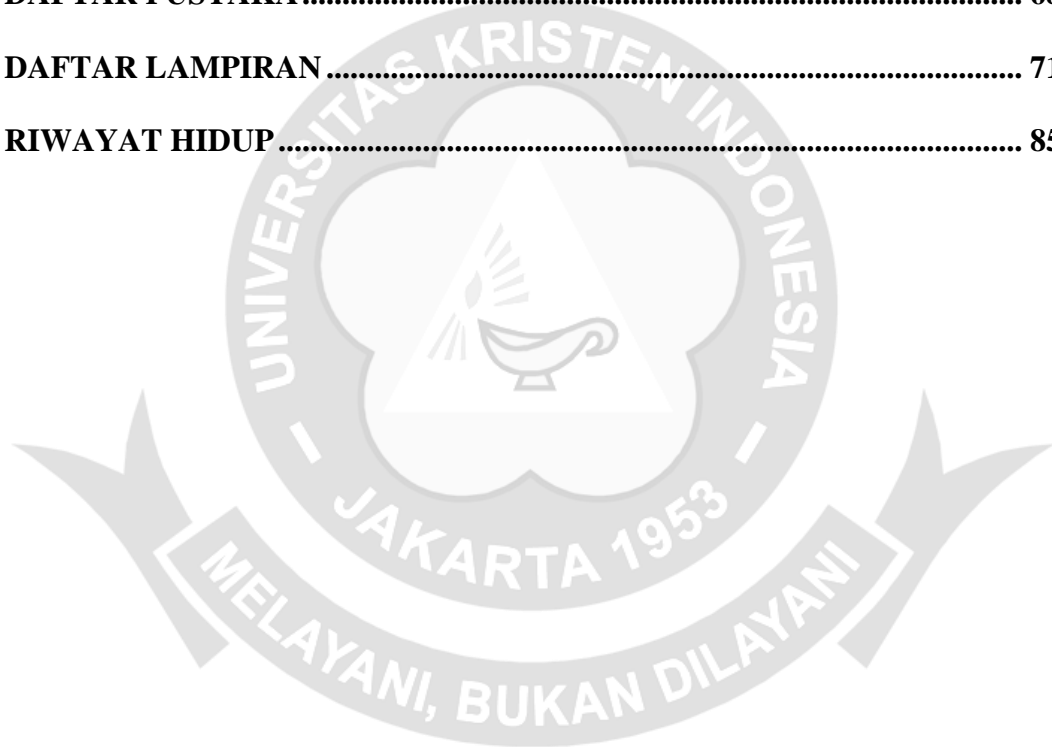 DAFTAR LAMPIRAN ........................................................................................ 71
RIWAYAT HIDUP .............................................................................................. 85
UNIVERSITAS KRISTEN INDONESIA
JAKARTA 1953
MELAYANI, BUKAN DILAYANI